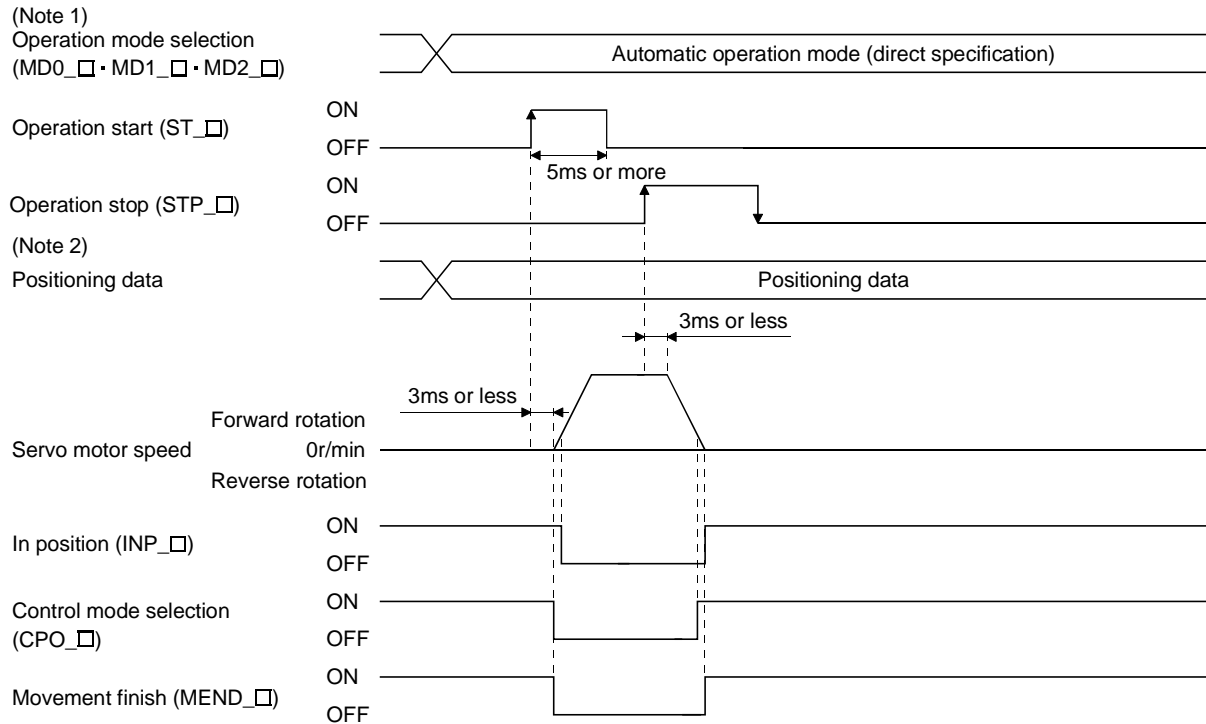 (Note 1)
Operation mode selection
(MD0_□・MD1_□・MD2_□)
Automatic operation mode (direct specification)
ON
Operation start (ST_□)
OFF
5ms or more
ON
Operation stop (STP_□)
OFF
(Note 2)
Positioning data
Positioning data
3ms or less
3ms or less
Forward rotation
Servo motor speed 0r/min
Reverse rotation
ON
In position (INP_□)
OFF
ON
Control mode selection
(CPO_□)
OFF
ON
Movement finish (MEND_□)
OFF